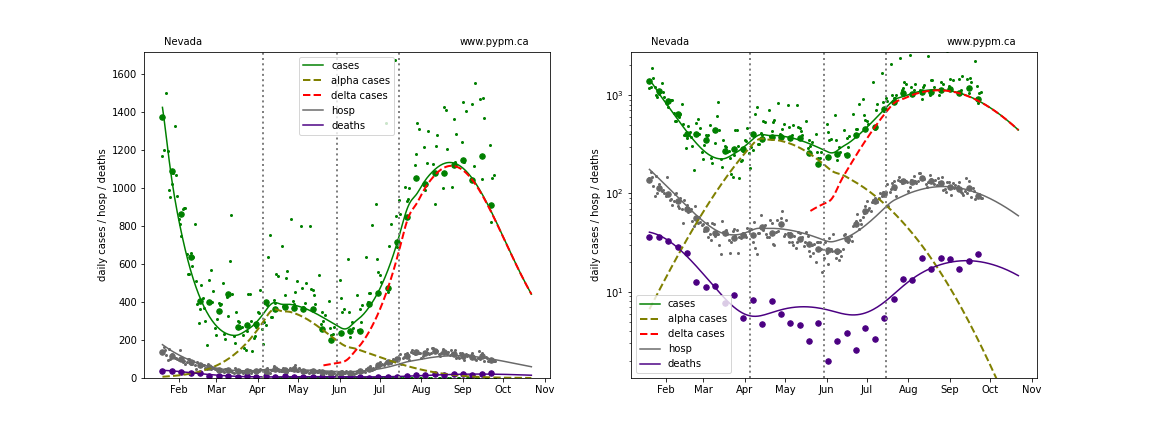 Nevada www.pypm.ca
daily cases / hosp / deaths
1600
1400
1200
1000
800
600
400
200
0
cases
alpha cases
delta cases
hosp
deaths
Feb Mar Apr May Jun Jul Aug Sep Oct Nov
Nevada www.pypm.ca
daily cases / hosp / deaths
10³
10²
10¹
cases
alpha cases
delta cases
hosp
deaths
Feb Mar Apr May Jun Jul Aug Sep Oct Nov